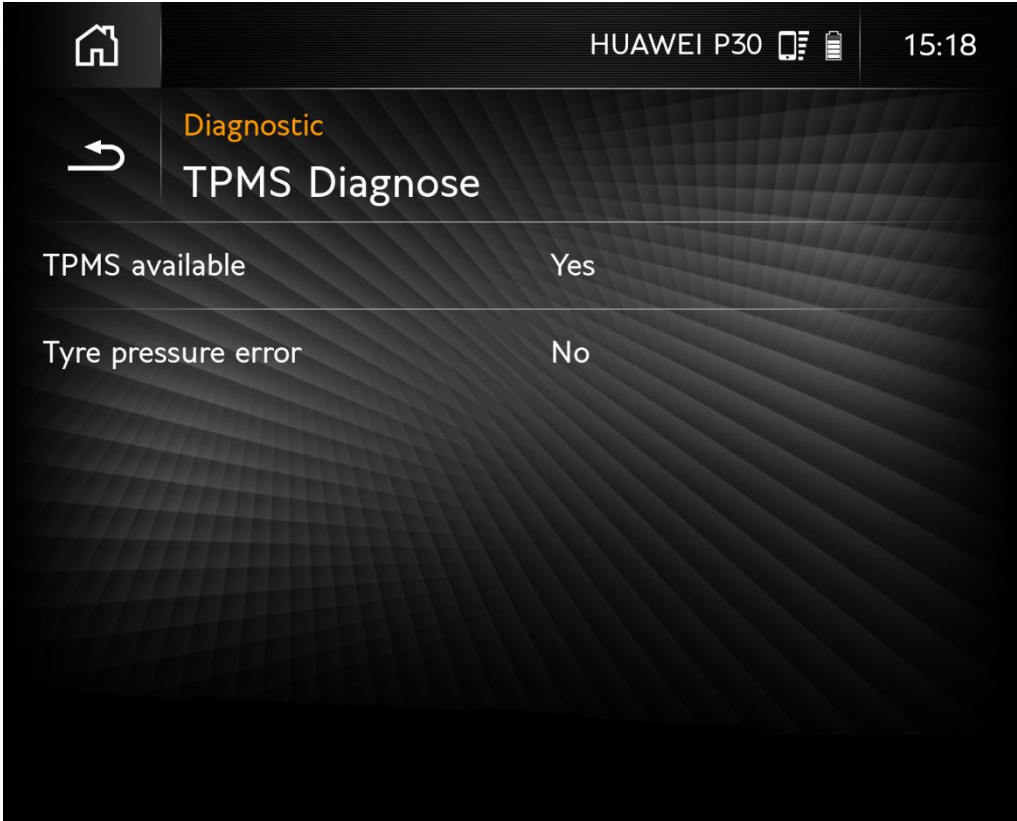 HUAWEI P30 15:18
Diagnostic
TPMS Diagnose
TPMS available Yes
Tyre pressure error No